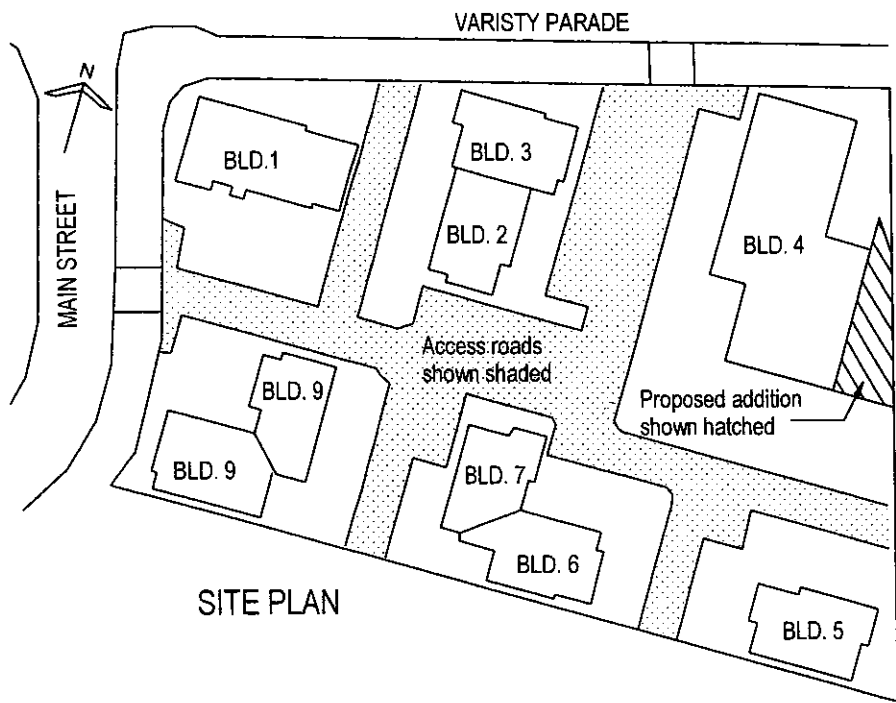 VARISTY PARADE
N
MAIN STREET
BLD.1
BLD. 3
BLD. 2
BLD. 4
Access roads
shown shaded
Proposed addition
shown hatched
BLD. 9
BLD. 9
BLD. 7
BLD. 6
BLD. 5
SITE PLAN